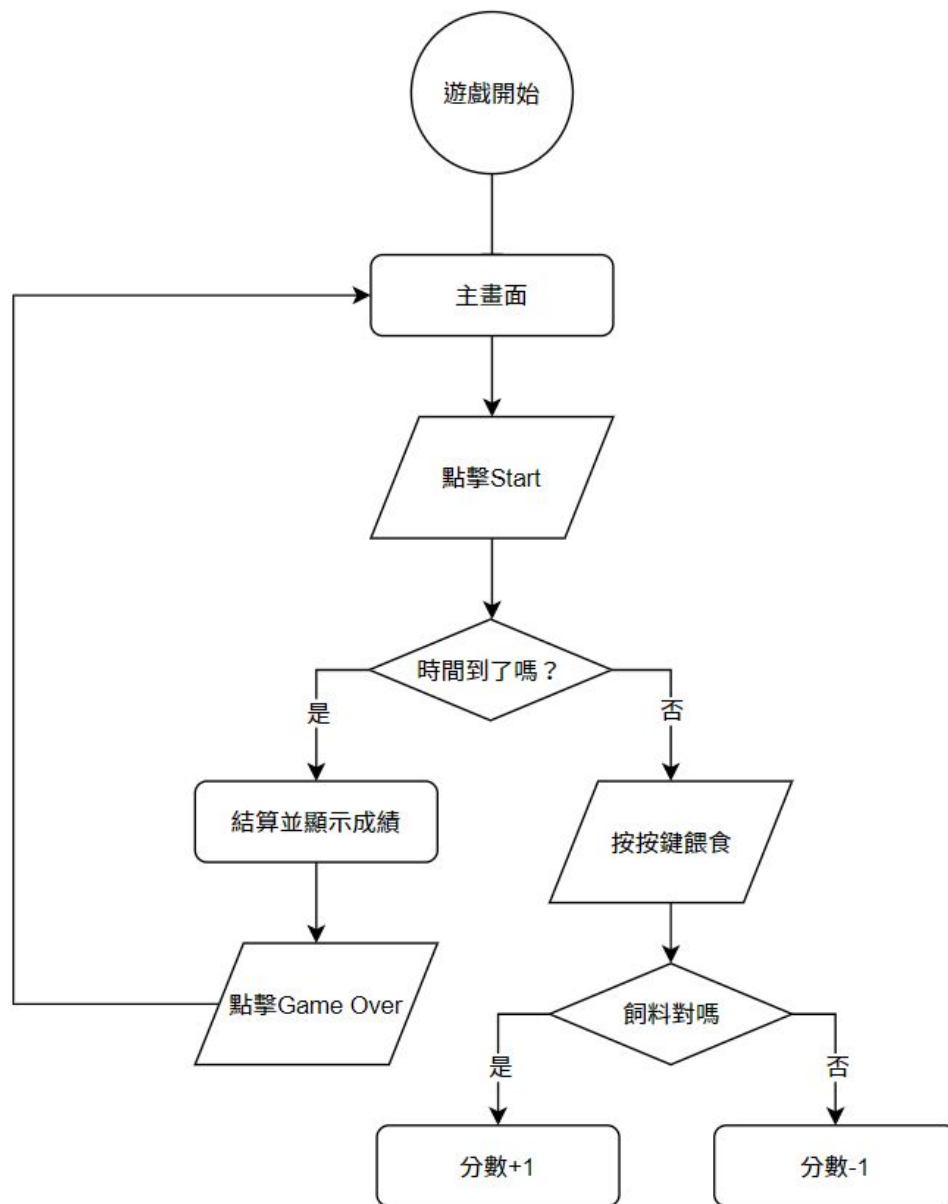 遊戲開始
主畫面
點擊Start
時間到了嗎？
是
否
結算並顯示成績
按按鍵餵食
點擊Game Over
飼料對嗎
是
否
分數+1
分數-1